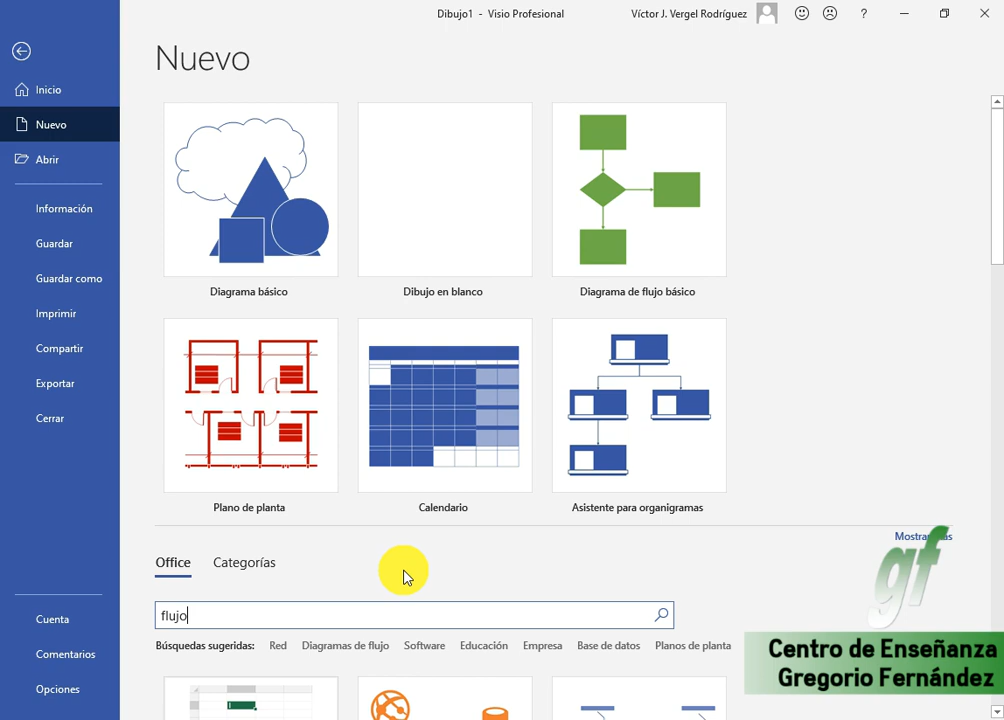 Dibujo1 - Visio Profesional
Víctor J. Vergel Rodríguez
?
Nuevo
Inicio
Nuevo
Abrir
Información
Guardar
Guardar como
Imprimir
Compartir
Exportar
Cerrar
Cuenta
Comentarios
Opciones
Diagrama básico
Dibujo en blanco
Diagrama de flujo básico
Plano de planta
Calendario
Asistente para organigramas
Office
Categorías
flujo
Búsquedas sugeridas: Red Diagramas de flujo Software Educación Empresa Base de datos Planos de planta
gf
Centro de Enseñanza
Gregorio Fernández